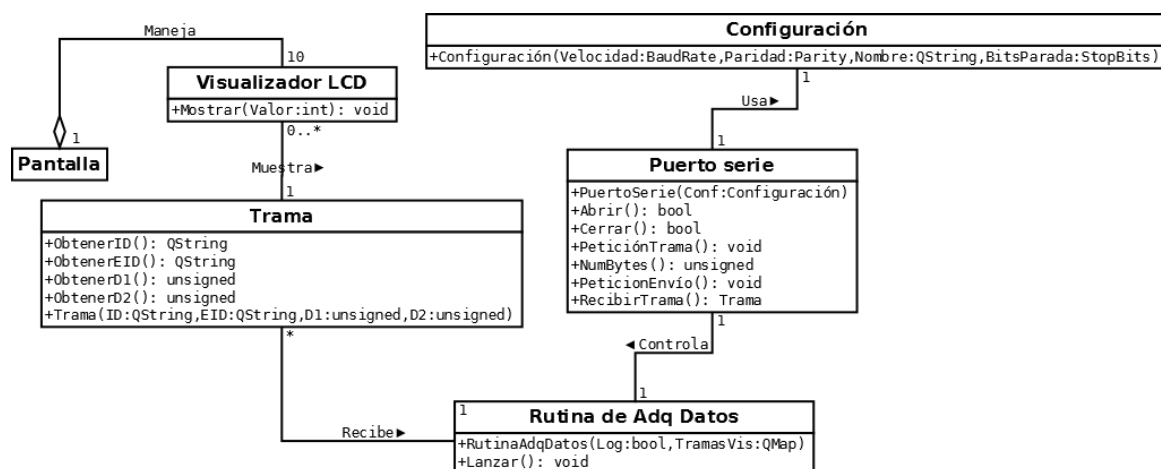 Maneja
10
Visualizador LCD
+Mostrar(Valor:int): void
0..*
1
Pantalla
Muestra►
1
Trama
+ObtenerID(): QString
+ObtenerEID(): QString
+ObtenerD1(): unsigned
+ObtenerD2(): unsigned
+Trama(ID:QString,EID:QString,D1:unsigned,D2:unsigned)
*
Recibe►
Configuración
+Configuración(Velocidad:BaudRate,Paridad:Parity,Nombre:QString,BitsParada:StopBits)
1
Usa►
1
Puerto serie
+PuertoSerie(Conf:Configuración)
+Abrir(): bool
+Cerrar(): bool
+PeticiónTrama(): void
+NumBytes(): unsigned
+PeticionEnvío(): void
+RecibirTrama(): Trama
1
◄Controla
1
1
Rutina de Adq Datos
+RutinaAdqDatos(Log:bool,TramasVis:QMap)
+Lanzar(): void